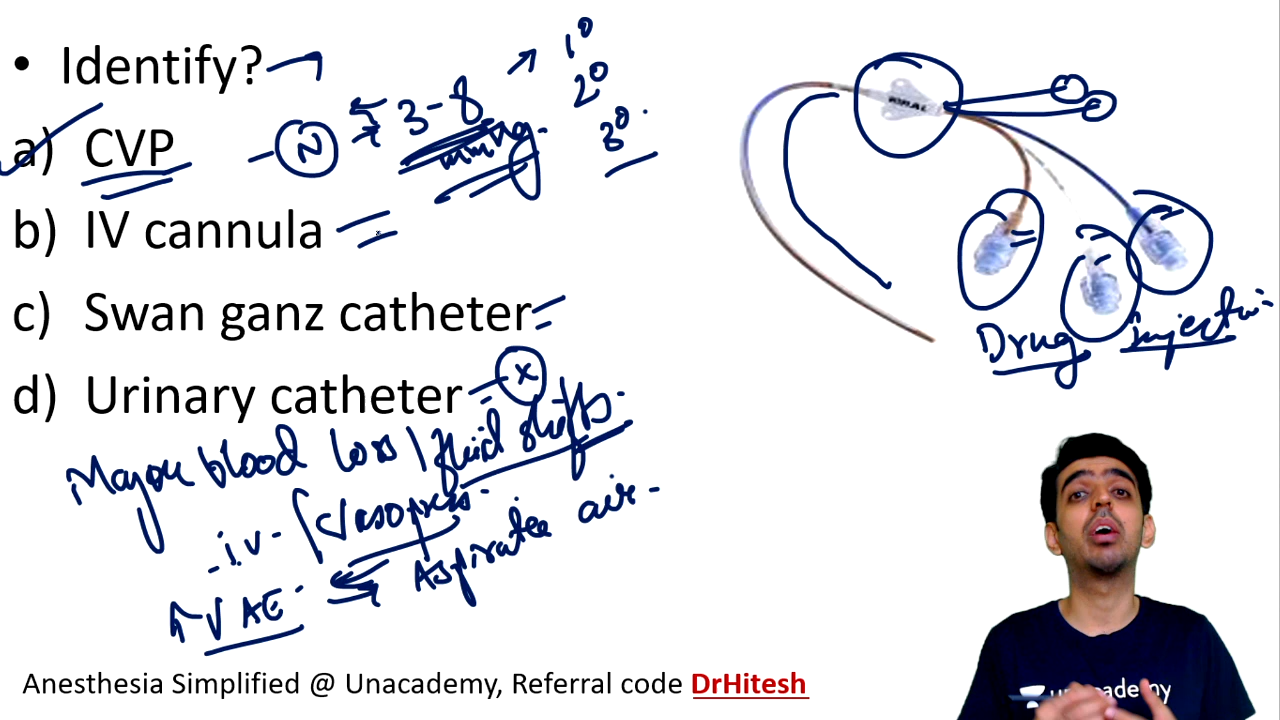 • Identify?
a) CVP - N 3-8 mmHg. 1° 2° 3°.
b) IV cannula
c) Swan ganz catheter
d) Urinary catheter x
Major blood loss / fluid shifts.
- i.v. Vasopress.
↑ VAE. Aspirate air.
Drug injection
Anesthesia Simplified @ Unacademy, Referral code DrHitesh